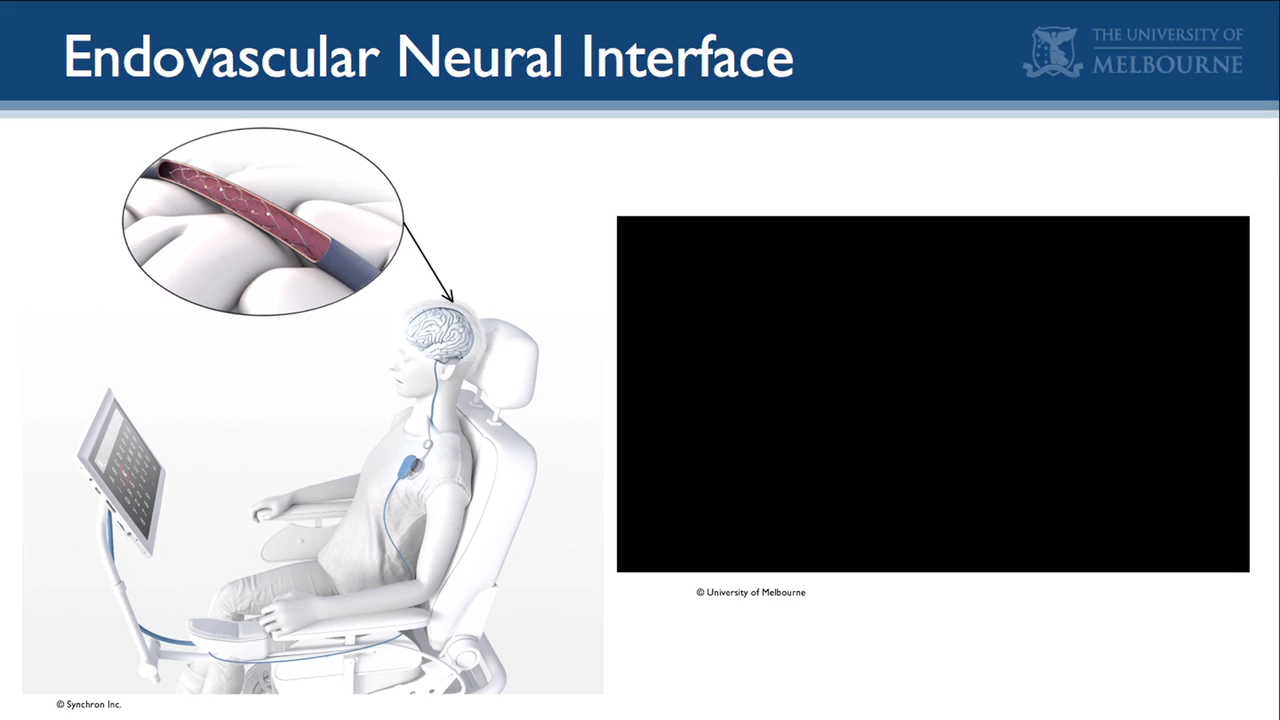 Endovascular Neural Interface
THE UNIVERSITY OF
MELBOURNE
© University of Melbourne
© Synchron Inc.